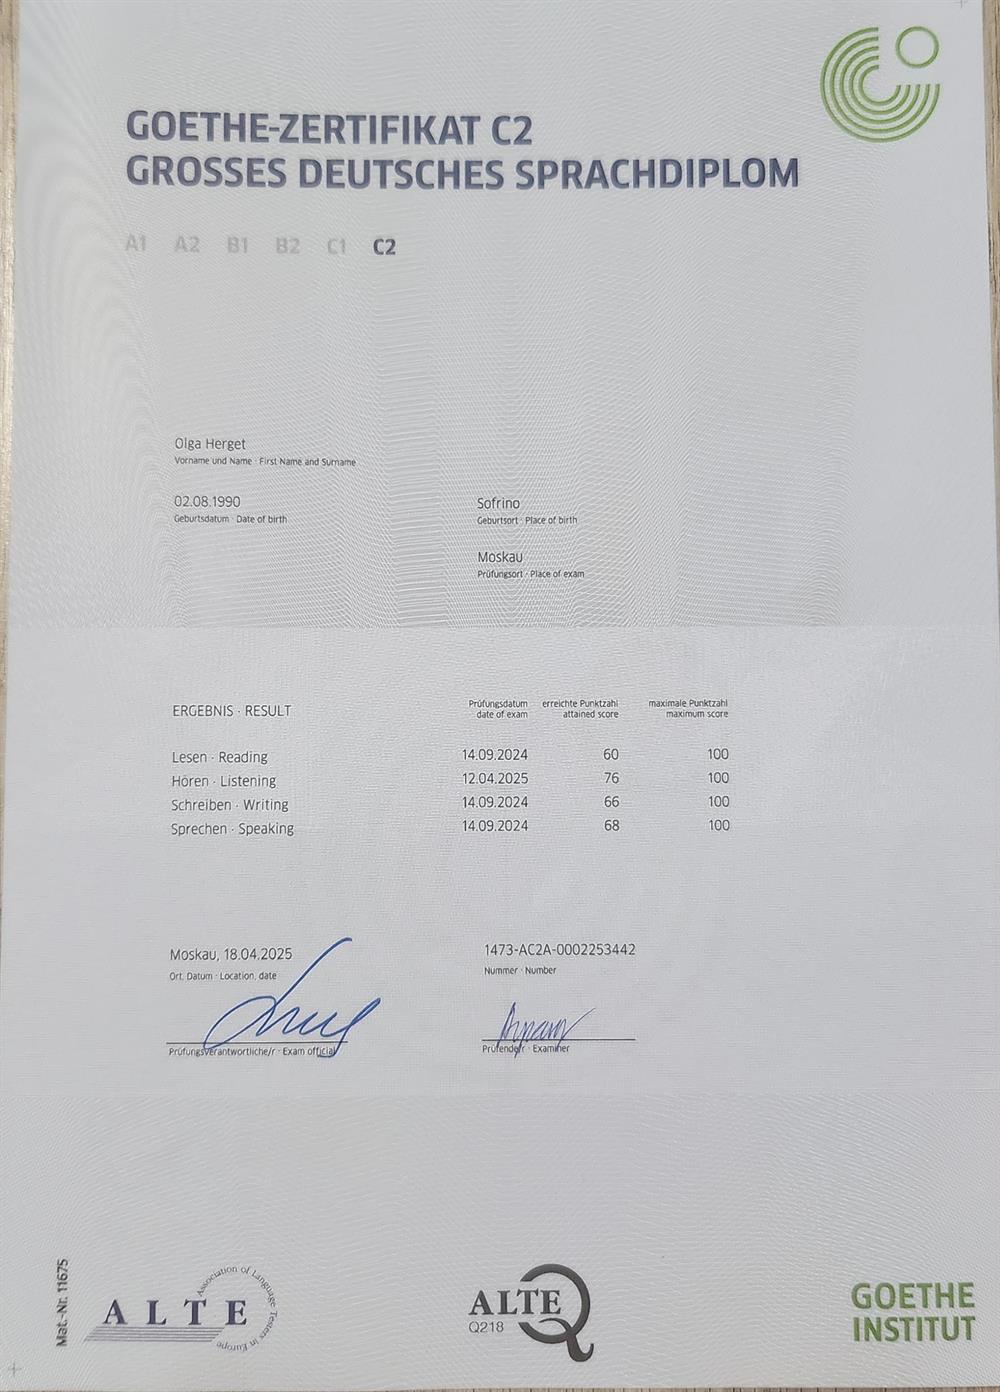 GOETHE-ZERTIFIKAT C2
GROSSES DEUTSCHES SPRACHDIPLOM
A1 A2 B1 B2 C1 C2
Olga Herget
Vorname und Name · First Name and Surname
02.08.1990
Geburtsdatum · Date of birth
Sofrino
Geburtsort · Place of birth
Moskau
Prüfungsort · Place of exam
ERGEBNIS · RESULT
Prüfungsdatum erreichte Punktzahl maximale Punktzahl
date of exam attained score maximum score
Lesen · Reading 14.09.2024 60 100
Hören · Listening 12.04.2025 76 100
Schreiben · Writing 14.09.2024 66 100
Sprechen · Speaking 14.09.2024 68 100
Moskau, 18.04.2025
Ort, Datum · Location, date
1473-AC2A-0002253442
Nummer · Number
Prüfungsverantwortliche/r · Exam official
Prüfende/r · Examiner
Mat.-Nr. 11675
ALTE
Association of Language Testers in Europe
ALTE
Q218
GOETHE
INSTITUT